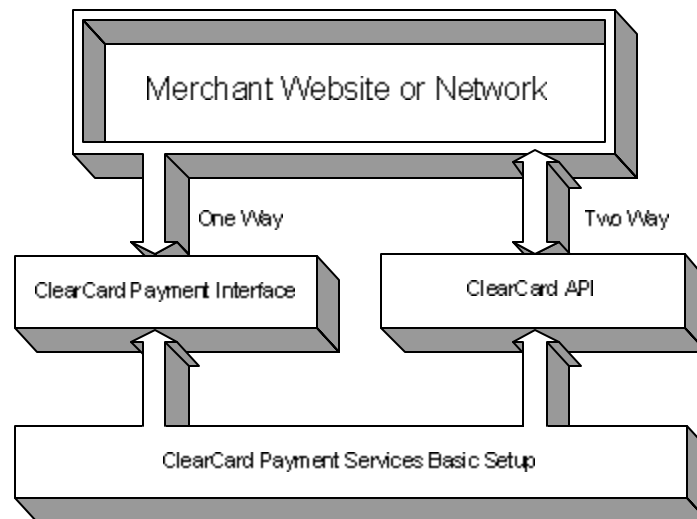 Merchant Website or Network
One Way
Two Way
ClearCard Payment Interface
ClearCard API
ClearCard Payment Services Basic Setup